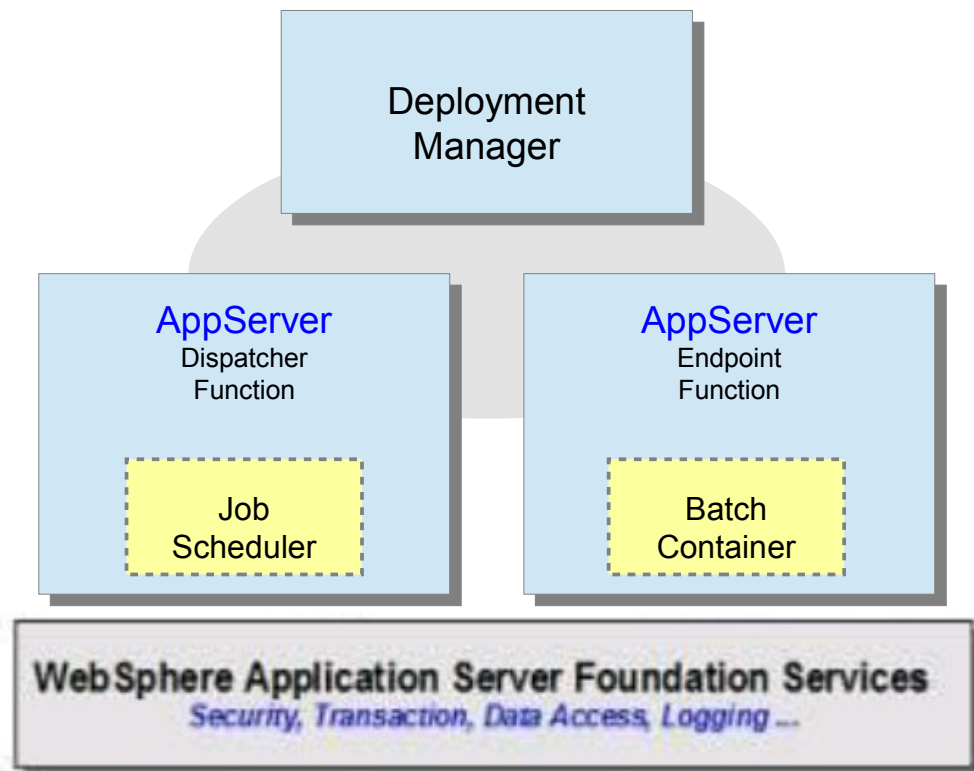 Deployment
Manager
AppServer
Dispatcher
Function
Job
Scheduler
AppServer
Endpoint
Function
Batch
Container
WebSphere Application Server Foundation Services
Security, Transaction, Data Access, Logging ...